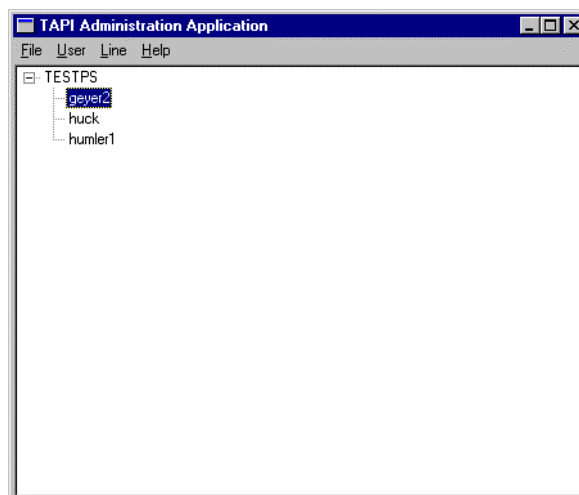 TAPI Administration Application
File User Line Help
TESTPS
geyer2
huck
humler1